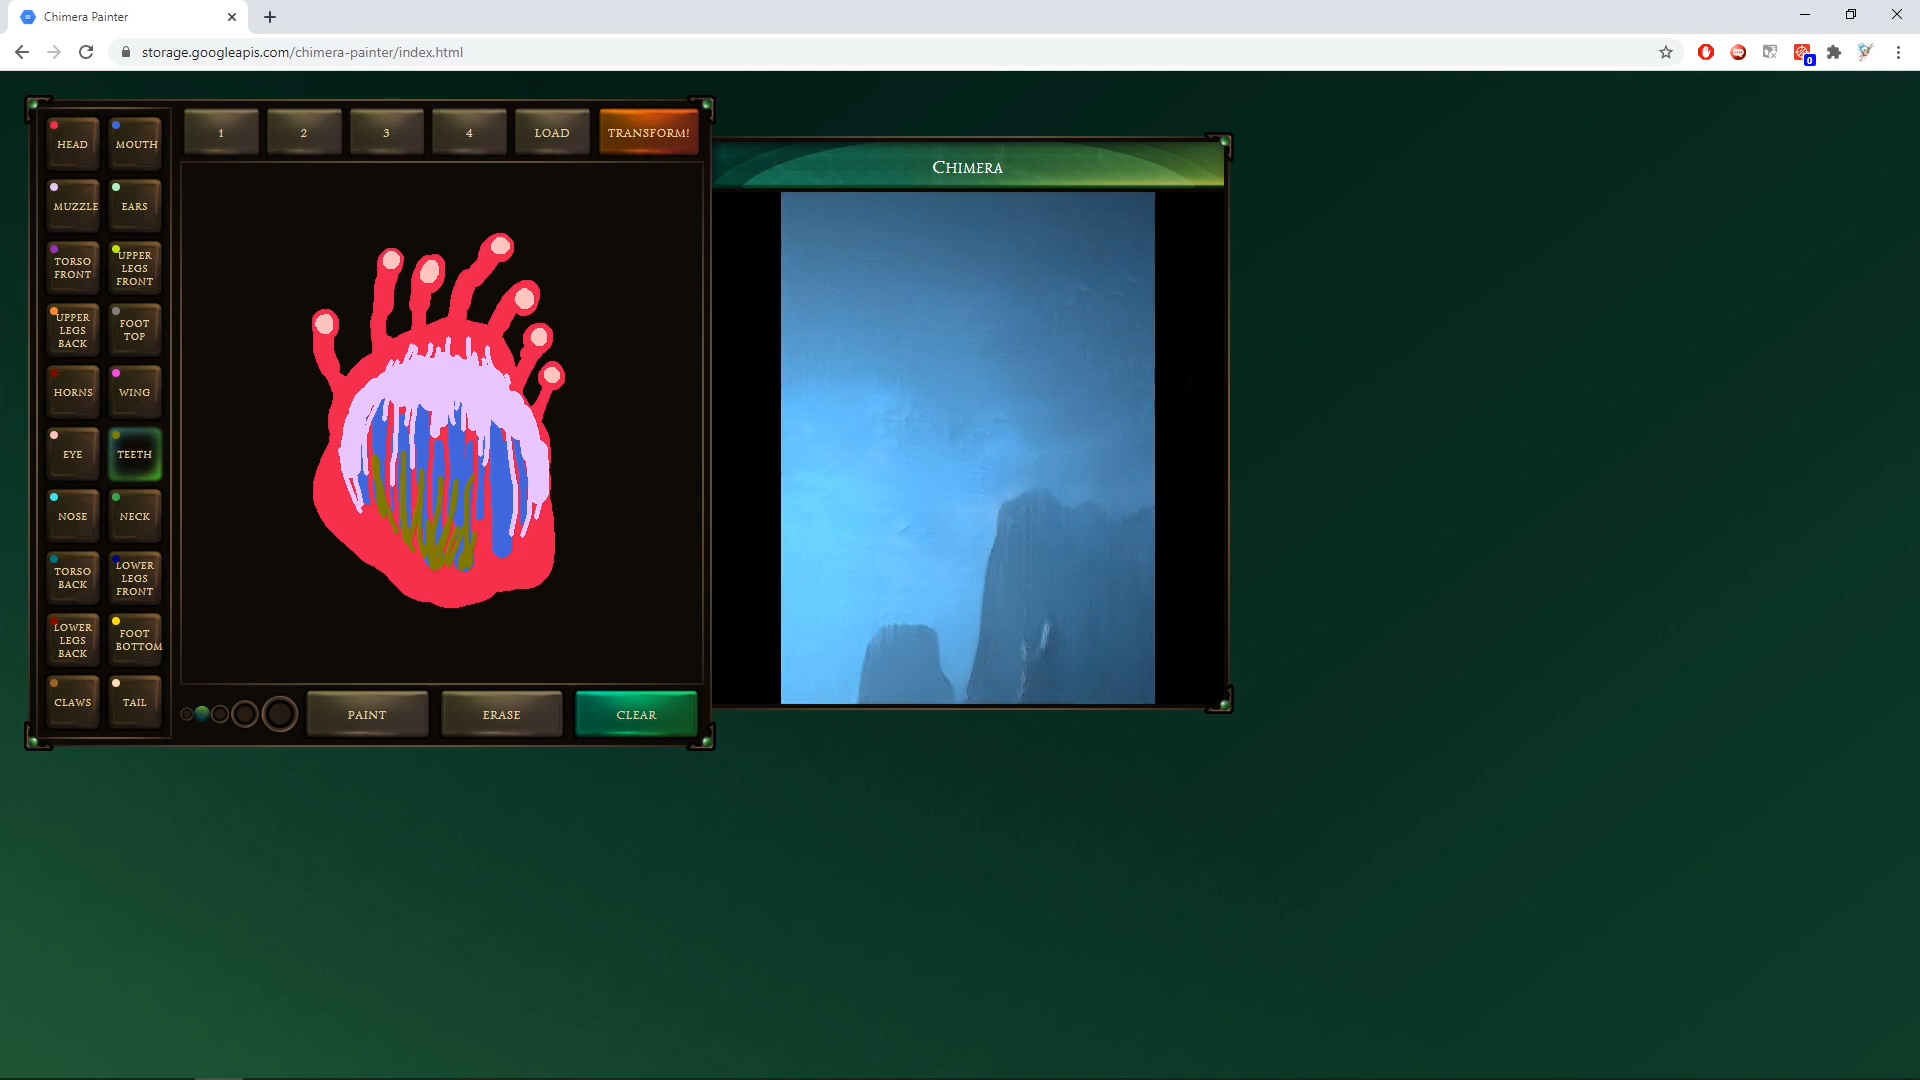 Chimera Painter
storage.googleapis.com/chimera-painter/index.html
0
HEAD
MOUTH
MUZZLE
EARS
TORSO
FRONT
UPPER
LEGS
FRONT
UPPER
LEGS
BACK
FOOT
TOP
HORNS
WING
EYE
TEETH
NOSE
NECK
TORSO
BACK
LOWER
LEGS
FRONT
LOWER
LEGS
BACK
FOOT
BOTTOM
CLAWS
TAIL
1
2
3
4
LOAD
TRANSFORM!
PAINT
ERASE
CLEAR
CHIMERA